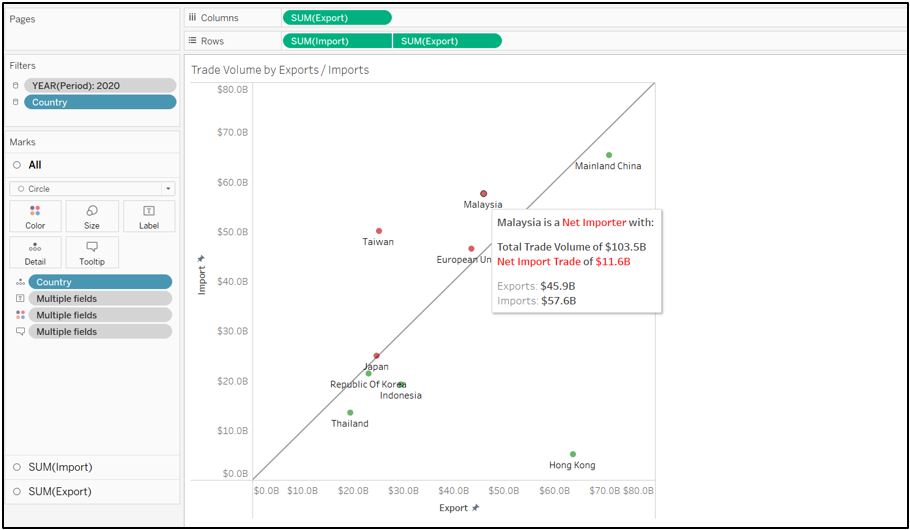 Pages
Columns
SUM(Export)
Rows
SUM(Import)
SUM(Export)
Filters
YEAR(Period): 2020
Country
Marks
All
Circle
Color
Size
Label
Detail
Tooltip
Country
Multiple fields
Multiple fields
Multiple fields
SUM(Import)
SUM(Export)
Trade Volume by Exports / Imports
$80.0B
$70.0B
$60.0B
$50.0B
$40.0B
$30.0B
$20.0B
$10.0B
$0.0B
Import
Mainland China
Malaysia
Taiwan
European Un
Japan
Republic Of Korea
Indonesia
Thailand
Hong Kong
Malaysia is a Net Importer with:
Total Trade Volume of $103.5B
Net Import Trade of $11.6B
Exports: $45.9B
Imports: $57.6B
$0.0B $10.0B $20.0B $30.0B $40.0B $50.0B $60.0B $70.0B $80.0B
Export